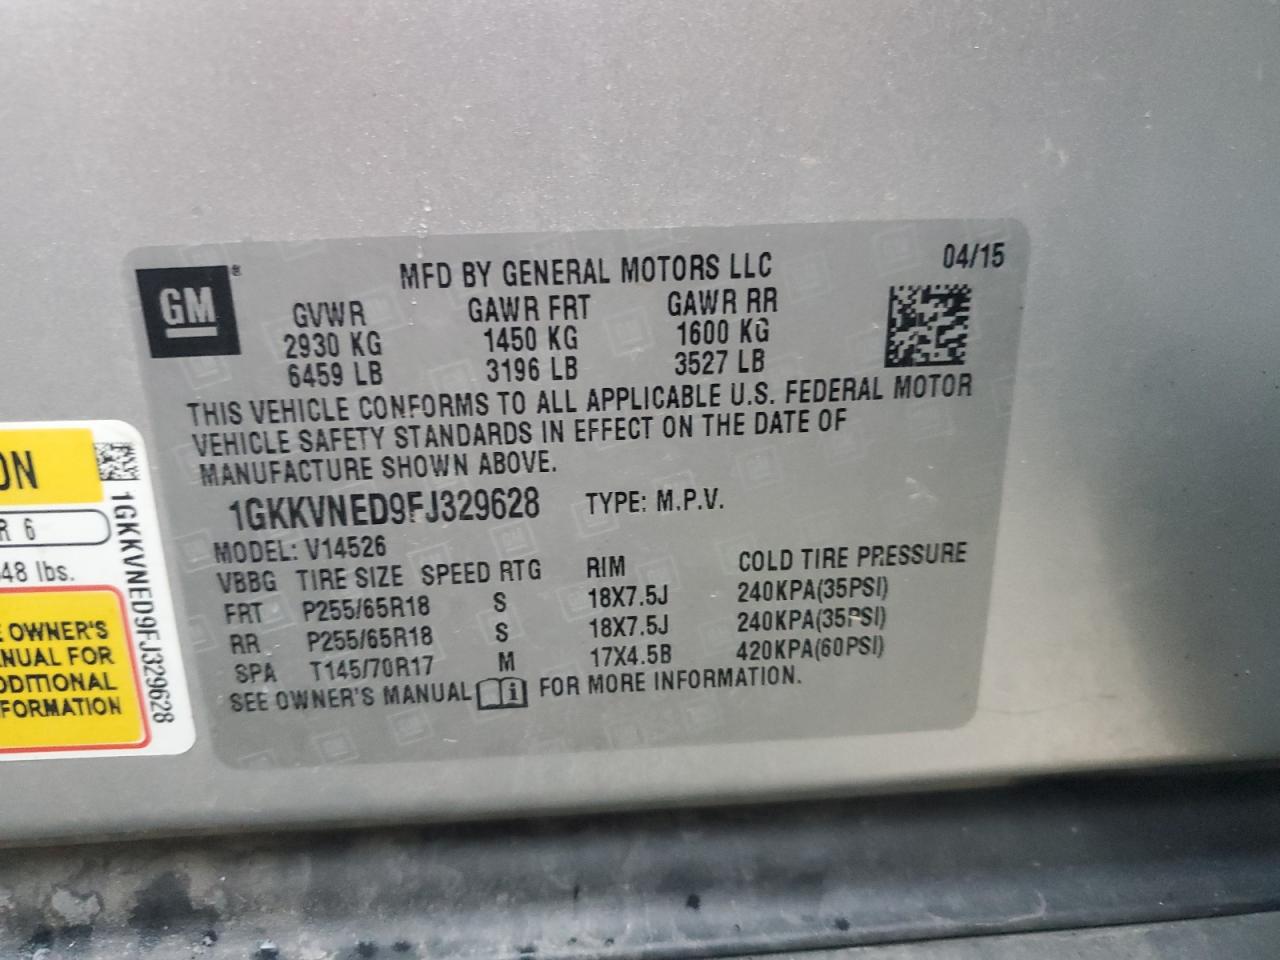 GM ®
MFD BY GENERAL MOTORS LLC
04/15
GVWR GAWR FRT GAWR RR
2930 KG 1450 KG 1600 KG
6459 LB 3196 LB 3527 LB
THIS VEHICLE CONFORMS TO ALL APPLICABLE U.S. FEDERAL MOTOR
VEHICLE SAFETY STANDARDS IN EFFECT ON THE DATE OF
MANUFACTURE SHOWN ABOVE.
1GKKVNED9FJ329628 TYPE: M.P.V.
MODEL: V14526
VBBG TIRE SIZE SPEED RTG RIM COLD TIRE PRESSURE
FRT P255/65R18 S 18X7.5J 240KPA(35PSI)
RR P255/65R18 S 18X7.5J 240KPA(35PSI)
SPA T145/70R17 M 17X4.5B 420KPA(60PSI)
SEE OWNER'S MANUAL i FOR MORE INFORMATION.
ON
R 6
48 lbs.
E OWNER'S
NUAL FOR
DDITIONAL
FORMATION
1GKKVNED9FJ329628